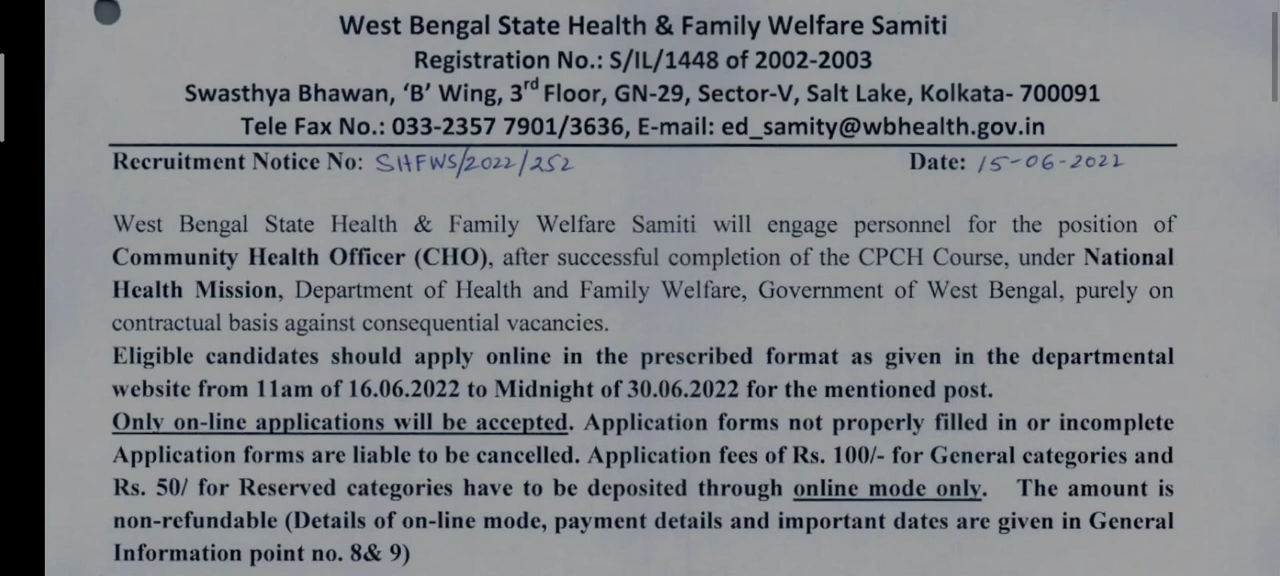 West Bengal State Health & Family Welfare Samiti
Registration No.: S/IL/1448 of 2002-2003
Swasthya Bhawan, ‘B’ Wing, 3rd Floor, GN-29, Sector-V, Salt Lake, Kolkata- 700091
Tele Fax No.: 033-2357 7901/3636, E-mail: ed_samity@wbhealth.gov.in
Recruitment Notice No: SHFWS/2022/252 Date: 15-06-2022
West Bengal State Health & Family Welfare Samiti will engage personnel for the position of
Community Health Officer (CHO), after successful completion of the CPCH Course, under National
Health Mission, Department of Health and Family Welfare, Government of West Bengal, purely on
contractual basis against consequential vacancies.
Eligible candidates should apply online in the prescribed format as given in the departmental
website from 11am of 16.06.2022 to Midnight of 30.06.2022 for the mentioned post.
Only on-line applications will be accepted. Application forms not properly filled in or incomplete
Application forms are liable to be cancelled. Application fees of Rs. 100/- for General categories and
Rs. 50/ for Reserved categories have to be deposited through online mode only. The amount is
non-refundable (Details of on-line mode, payment details and important dates are given in General
Information point no. 8& 9)